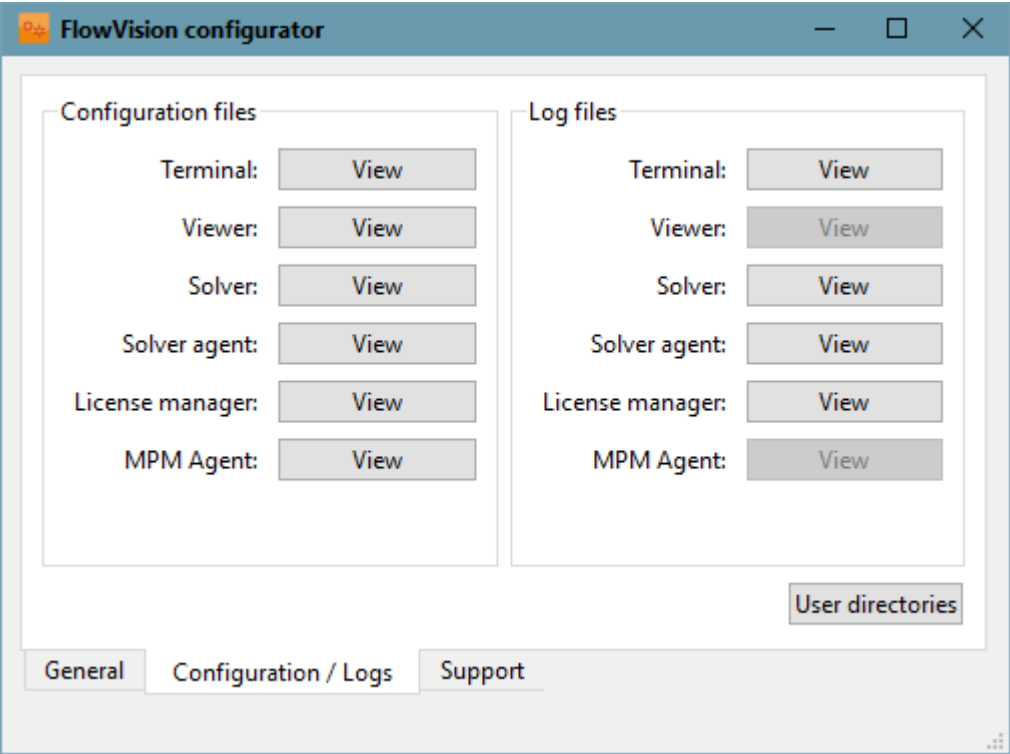 FlowVision configurator
Configuration files
Terminal: View
Viewer: View
Solver: View
Solver agent: View
License manager: View
MPM Agent: View
Log files
Terminal: View
Viewer: View
Solver: View
Solver agent: View
License manager: View
MPM Agent: View
User directories
General Configuration / Logs Support